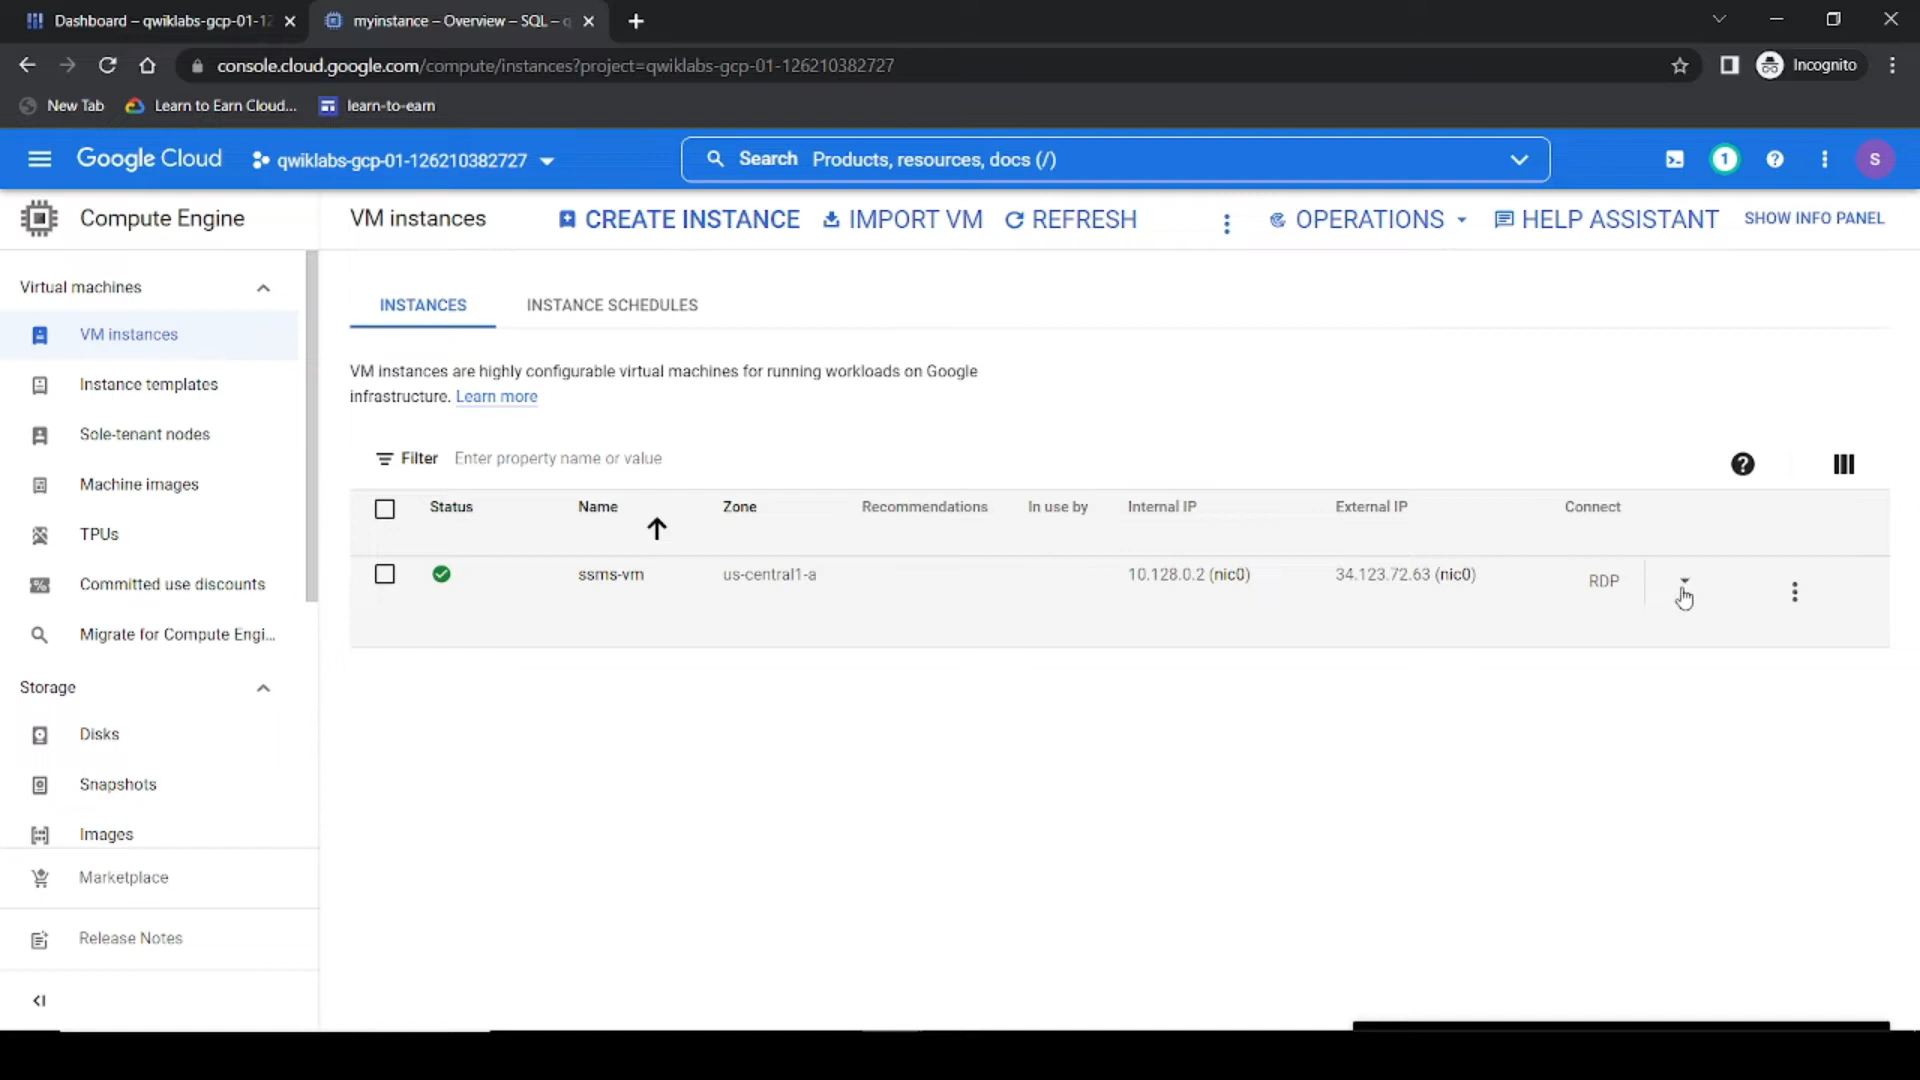 Dashboard – qwiklabs-gcp-01-12
myinstance – Overview – SQL – q
console.cloud.google.com/compute/instances?project=qwiklabs-gcp-01-126210382727
Incognito
New Tab
Learn to Earn Cloud...
learn-to-earn
Google Cloud
qwiklabs-gcp-01-126210382727
Search Products, resources, docs (/)
1
?
S
Compute Engine
VM instances
CREATE INSTANCE
IMPORT VM
REFRESH
OPERATIONS
HELP ASSISTANT
SHOW INFO PANEL
Virtual machines
VM instances
Instance templates
Sole-tenant nodes
Machine images
TPUs
Committed use discounts
Migrate for Compute Engi...
Storage
Disks
Snapshots
Images
Marketplace
Release Notes
INSTANCES
INSTANCE SCHEDULES
VM instances are highly configurable virtual machines for running workloads on Google
infrastructure. Learn more
Filter Enter property name or value
?
Status Name Zone Recommendations In use by Internal IP External IP Connect
ssms-vm us-central1-a 10.128.0.2 (nic0) 34.123.72.63 (nic0) RDP